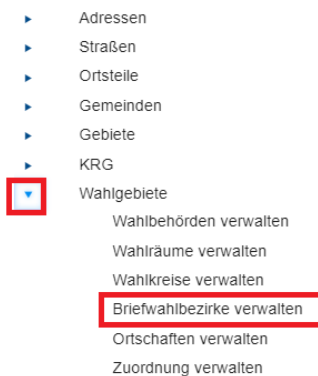 Adressen
Straßen
Ortsteile
Gemeinden
Gebiete
KRG
Wahlgebiete
Wahlbehörden verwalten
Wahlräume verwalten
Wahlkreise verwalten
Briefwahlbezirke verwalten
Ortschaften verwalten
Zuordnung verwalten